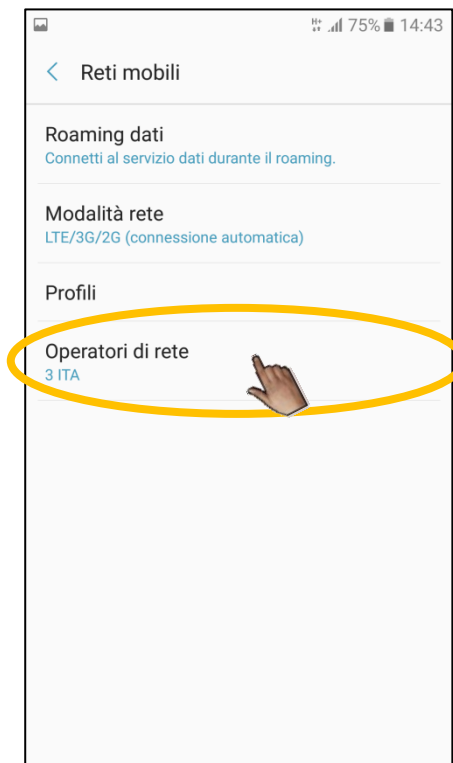 H+ 75% 14:43
Reti mobili
Roaming dati
Connetti al servizio dati durante il roaming.
Modalità rete
LTE/3G/2G (connessione automatica)
Profili
Operatori di rete
3 ITA